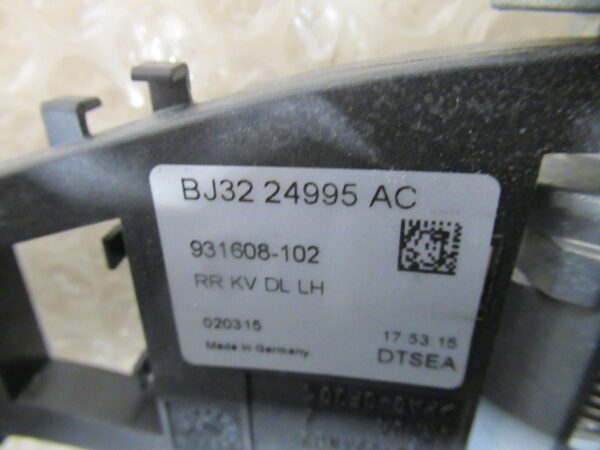 BJ32 24995 AC
931608-102
RR KV DL LH
020315
17 53 15
Made in Germany
DTSEA